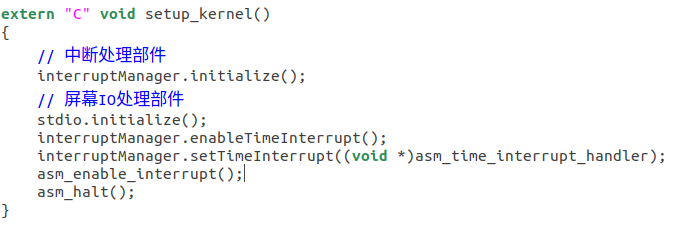 extern "C" void setup_kernel()
{
    // 中断处理部件
    interruptManager.initialize();
    // 屏幕IO处理部件
    stdio.initialize();
    interruptManager.enableTimeInterrupt();
    interruptManager.setTimeInterrupt((void *)asm_time_interrupt_handler);
    asm_enable_interrupt();
    asm_halt();
}